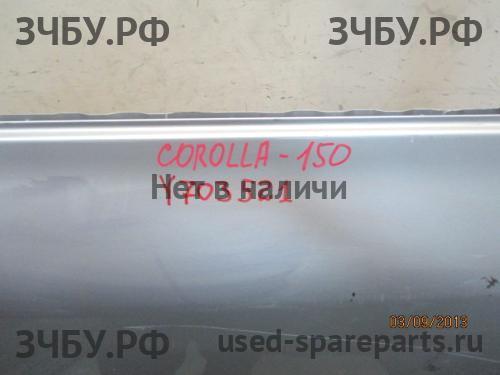 ЗЧБУ.РФ ЗЧБУ.РФ
COROLLA-150
Нет в наличи
03/09/2013
ЗЧБУ.РФ used-spareparts.ru